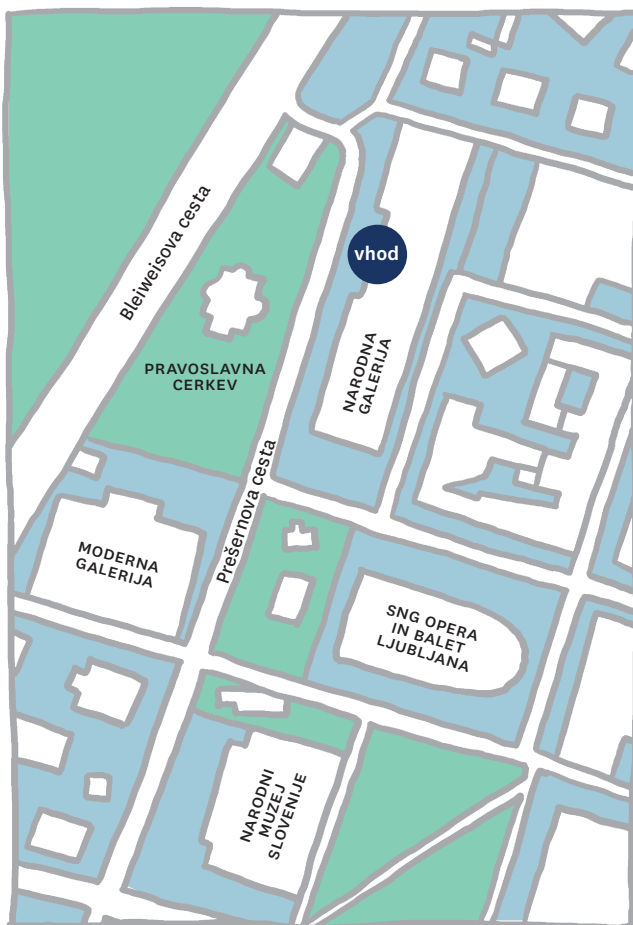 Bleiweisova cesta
vhod
NARODNA
GALERIJA
PRAVOSLAVNA
CERKEV
Prešernova cesta
MODERNA
GALERIJA
SNG OPERA
IN BALET
LJUBLJANA
NARODNI
MUZEJ
SLOVENIJE